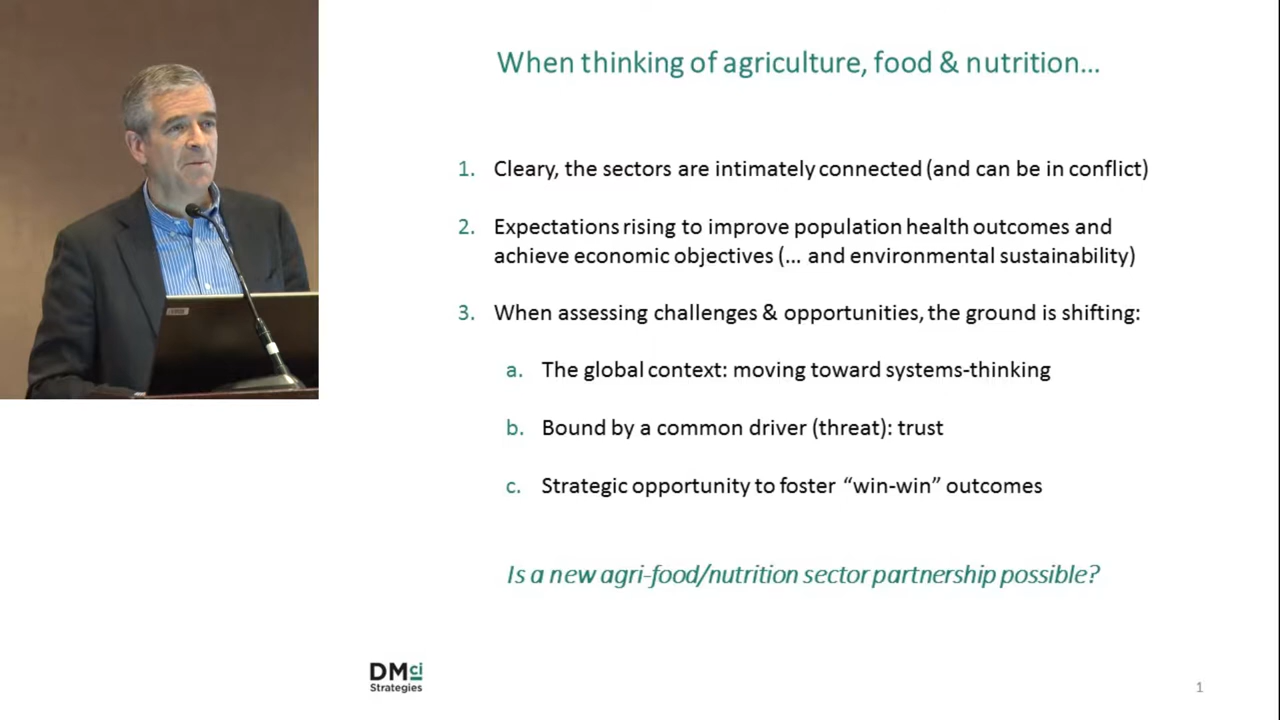 When thinking of agriculture, food & nutrition...
1. Cleary, the sectors are intimately connected (and can be in conflict)
2. Expectations rising to improve population health outcomes and
achieve economic objectives (... and environmental sustainability)
3. When assessing challenges & opportunities, the ground is shifting:
a. The global context: moving toward systems-thinking
b. Bound by a common driver (threat): trust
c. Strategic opportunity to foster “win-win” outcomes
Is a new agri-food/nutrition sector partnership possible?
DMci
Strategies
1